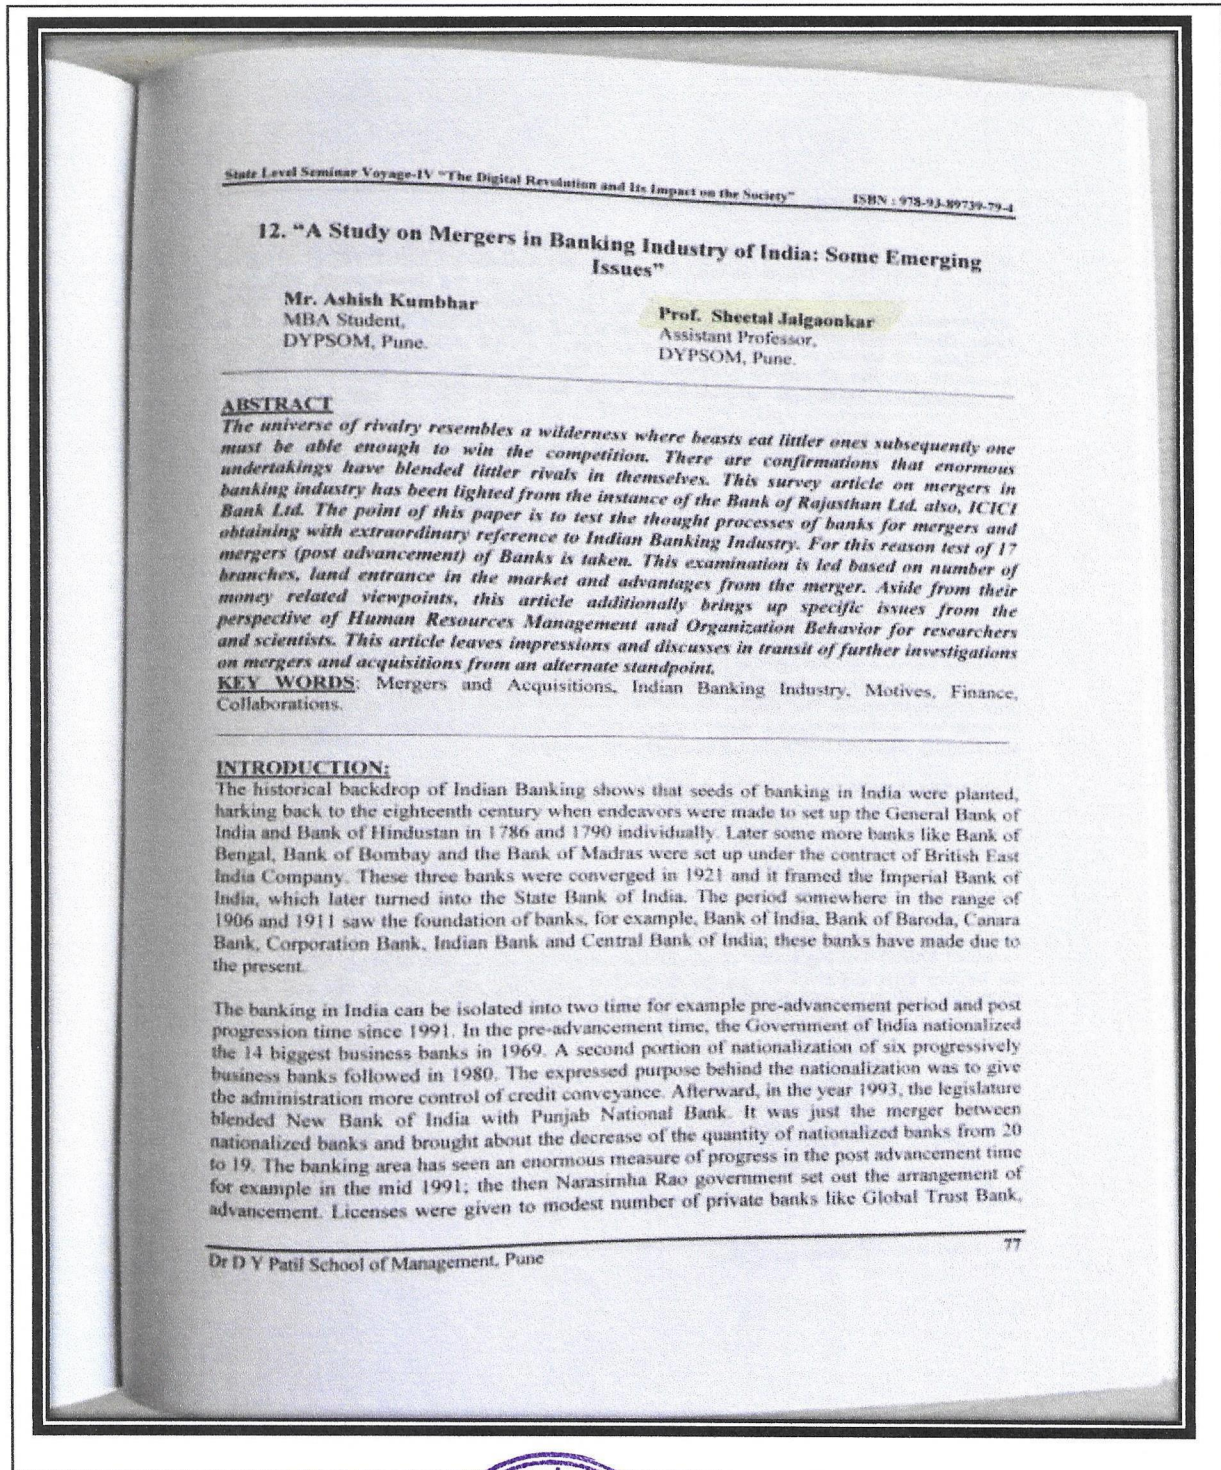 State Level Seminar Voyage-IV "The Digital Revolution and Its Impact on the Society" ISBN : 978-93-89739-79-4
12. “A Study on Mergers in Banking Industry of India: Some Emerging
Issues”
Mr. Ashish Kumbhar
MBA Student,
DYPSOM, Pune.
Prof. Sheetal Jalgaonkar
Assistant Professor,
DYPSOM, Pune.
ABSTRACT
The universe of rivalry resembles a wilderness where beasts eat littler ones subsequently one
must be able enough to win the competition. There are confirmations that enormous
undertakings have blended littler rivals in themselves. This survey article on mergers in
banking industry has been lighted from the instance of the Bank of Rajasthan Ltd. also, ICICI
Bank Ltd. The point of this paper is to test the thought processes of banks for mergers and
obtaining with extraordinary reference to Indian Banking Industry. For this reason test of 17
mergers (post advancement) of Banks is taken. This examination is led based on number of
branches, land entrance in the market and advantages from the merger. Aside from their
money related viewpoints, this article additionally brings up specific issues from the
perspective of Human Resources Management and Organization Behavior for researchers
and scientists. This article leaves impressions and discusses in transit of further investigations
on mergers and acquisitions from an alternate standpoint.
KEY WORDS: Mergers and Acquisitions, Indian Banking Industry, Motives, Finance,
Collaborations.
INTRODUCTION:
The historical backdrop of Indian Banking shows that seeds of banking in India were planted,
harking back to the eighteenth century when endeavors were made to set up the General Bank of
India and Bank of Hindustan in 1786 and 1790 individually. Later some more banks like Bank of
Bengal, Bank of Bombay and the Bank of Madras were set up under the contract of British East
India Company. These three banks were converged in 1921 and it framed the Imperial Bank of
India, which later turned into the State Bank of India. The period somewhere in the range of
1906 and 1911 saw the foundation of banks, for example, Bank of India, Bank of Baroda, Canara
Bank, Corporation Bank, Indian Bank and Central Bank of India; these banks have made due to
the present.
The banking in India can be isolated into two time for example pre-advancement period and post
progression time since 1991. In the pre-advancement time, the Government of India nationalized
the 14 biggest business banks in 1969. A second portion of nationalization of six progressively
business banks followed in 1980. The expressed purpose behind the nationalization was to give
the administration more control of credit conveyance. Afterward, in the year 1993, the legislature
blended New Bank of India with Punjab National Bank. It was just the merger between
nationalized banks and brought about the decrease of the quantity of nationalized banks from 20
to 19. The banking area has seen an enormous measure of progress in the post advancement time
for example in the mid 1991; the then Narasimha Rao government set out the arrangement of
advancement. Licenses were given to modest number of private banks like Global Trust Bank,
77
Dr D Y Patil School of Management, Pune